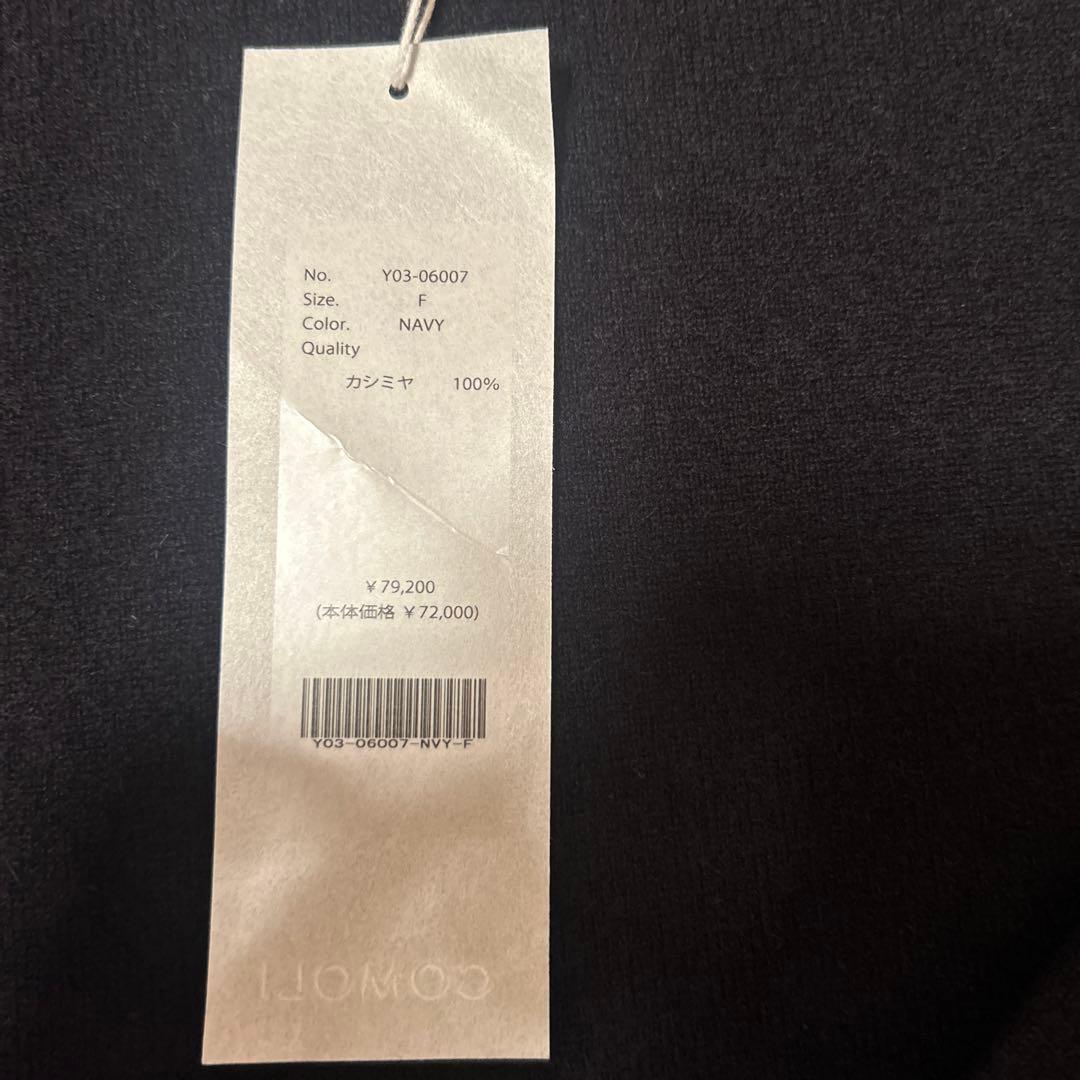 No. Y03-06007
Size. F
Color. NAVY
Quality
カシミヤ 100%
￥79,200
(本体価格 ￥72,000)
Y03-06007-NVY-F
COMOLI